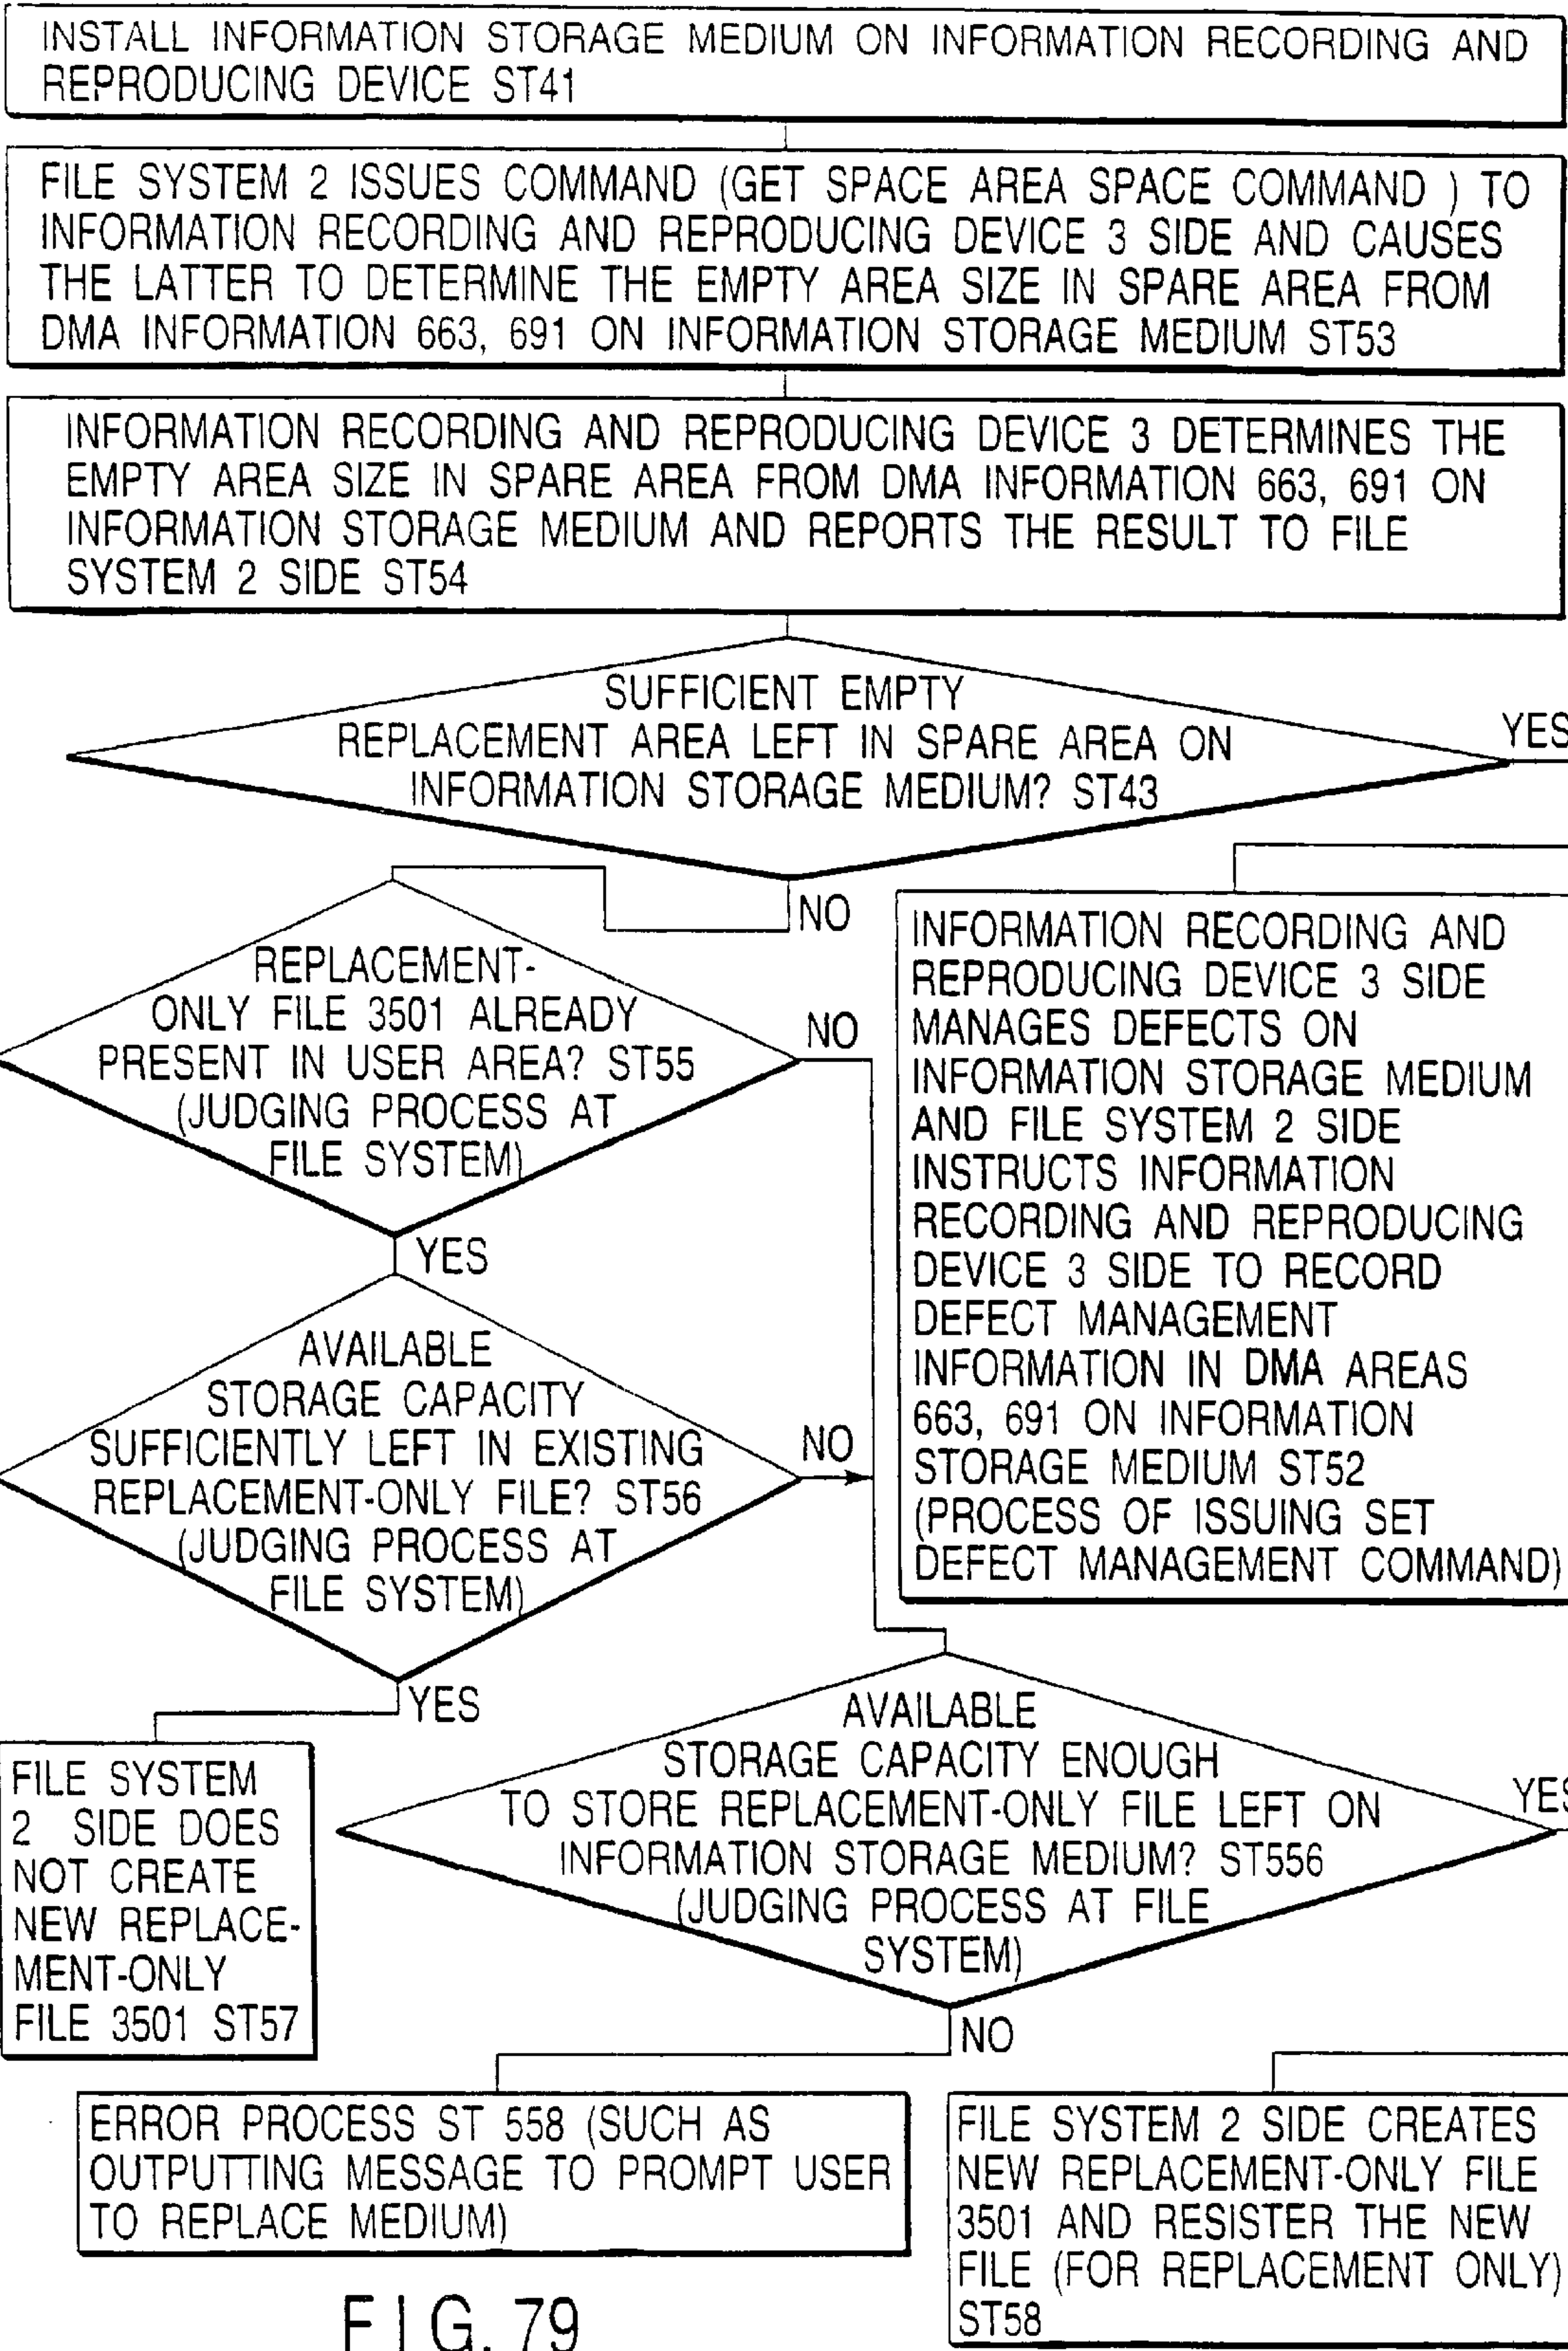 INSTALL INFORMATION STORAGE MEDIUM ON INFORMATION RECORDING AND
REPRODUCING DEVICE ST41
FILE SYSTEM 2 ISSUES COMMAND (GET SPACE AREA SPACE COMMAND ) TO
INFORMATION RECORDING AND REPRODUCING DEVICE 3 SIDE AND CAUSES
THE LATTER TO DETERMINE THE EMPTY AREA SIZE IN SPARE AREA FROM
DMA INFORMATION 663, 691 ON INFORMATION STORAGE MEDIUM ST53
INFORMATION RECORDING AND REPRODUCING DEVICE 3 DETERMINES THE
EMPTY AREA SIZE IN SPARE AREA FROM DMA INFORMATION 663, 691 ON
INFORMATION STORAGE MEDIUM AND REPORTS THE RESULT TO FILE
SYSTEM 2 SIDE ST54
SUFFICIENT EMPTY
REPLACEMENT AREA LEFT IN SPARE AREA ON
INFORMATION STORAGE MEDIUM? ST43
YES
NO
REPLACEMENT-
ONLY FILE 3501 ALREADY
PRESENT IN USER AREA? ST55
(JUDGING PROCESS AT
FILE SYSTEM)
NO
YES
INFORMATION RECORDING AND
REPRODUCING DEVICE 3 SIDE
MANAGES DEFECTS ON
INFORMATION STORAGE MEDIUM
AND FILE SYSTEM 2 SIDE
INSTRUCTS INFORMATION
RECORDING AND REPRODUCING
DEVICE 3 SIDE TO RECORD
DEFECT MANAGEMENT
INFORMATION IN DMA AREAS
663, 691 ON INFORMATION
STORAGE MEDIUM ST52
(PROCESS OF ISSUING SET
DEFECT MANAGEMENT COMMAND)
AVAILABLE
STORAGE CAPACITY
SUFFICIENTLY LEFT IN EXISTING
REPLACEMENT-ONLY FILE? ST56
(JUDGING PROCESS AT
FILE SYSTEM)
NO
YES
FILE SYSTEM
2 SIDE DOES
NOT CREATE
NEW REPLACE-
MENT-ONLY
FILE 3501 ST57
AVAILABLE
STORAGE CAPACITY ENOUGH
TO STORE REPLACEMENT-ONLY FILE LEFT ON
INFORMATION STORAGE MEDIUM? ST556
(JUDGING PROCESS AT FILE
SYSTEM)
YES
NO
ERROR PROCESS ST 558 (SUCH AS
OUTPUTTING MESSAGE TO PROMPT USER
TO REPLACE MEDIUM)
FILE SYSTEM 2 SIDE CREATES
NEW REPLACEMENT-ONLY FILE
3501 AND RESISTER THE NEW
FILE (FOR REPLACEMENT ONLY)
ST58
FIG. 79